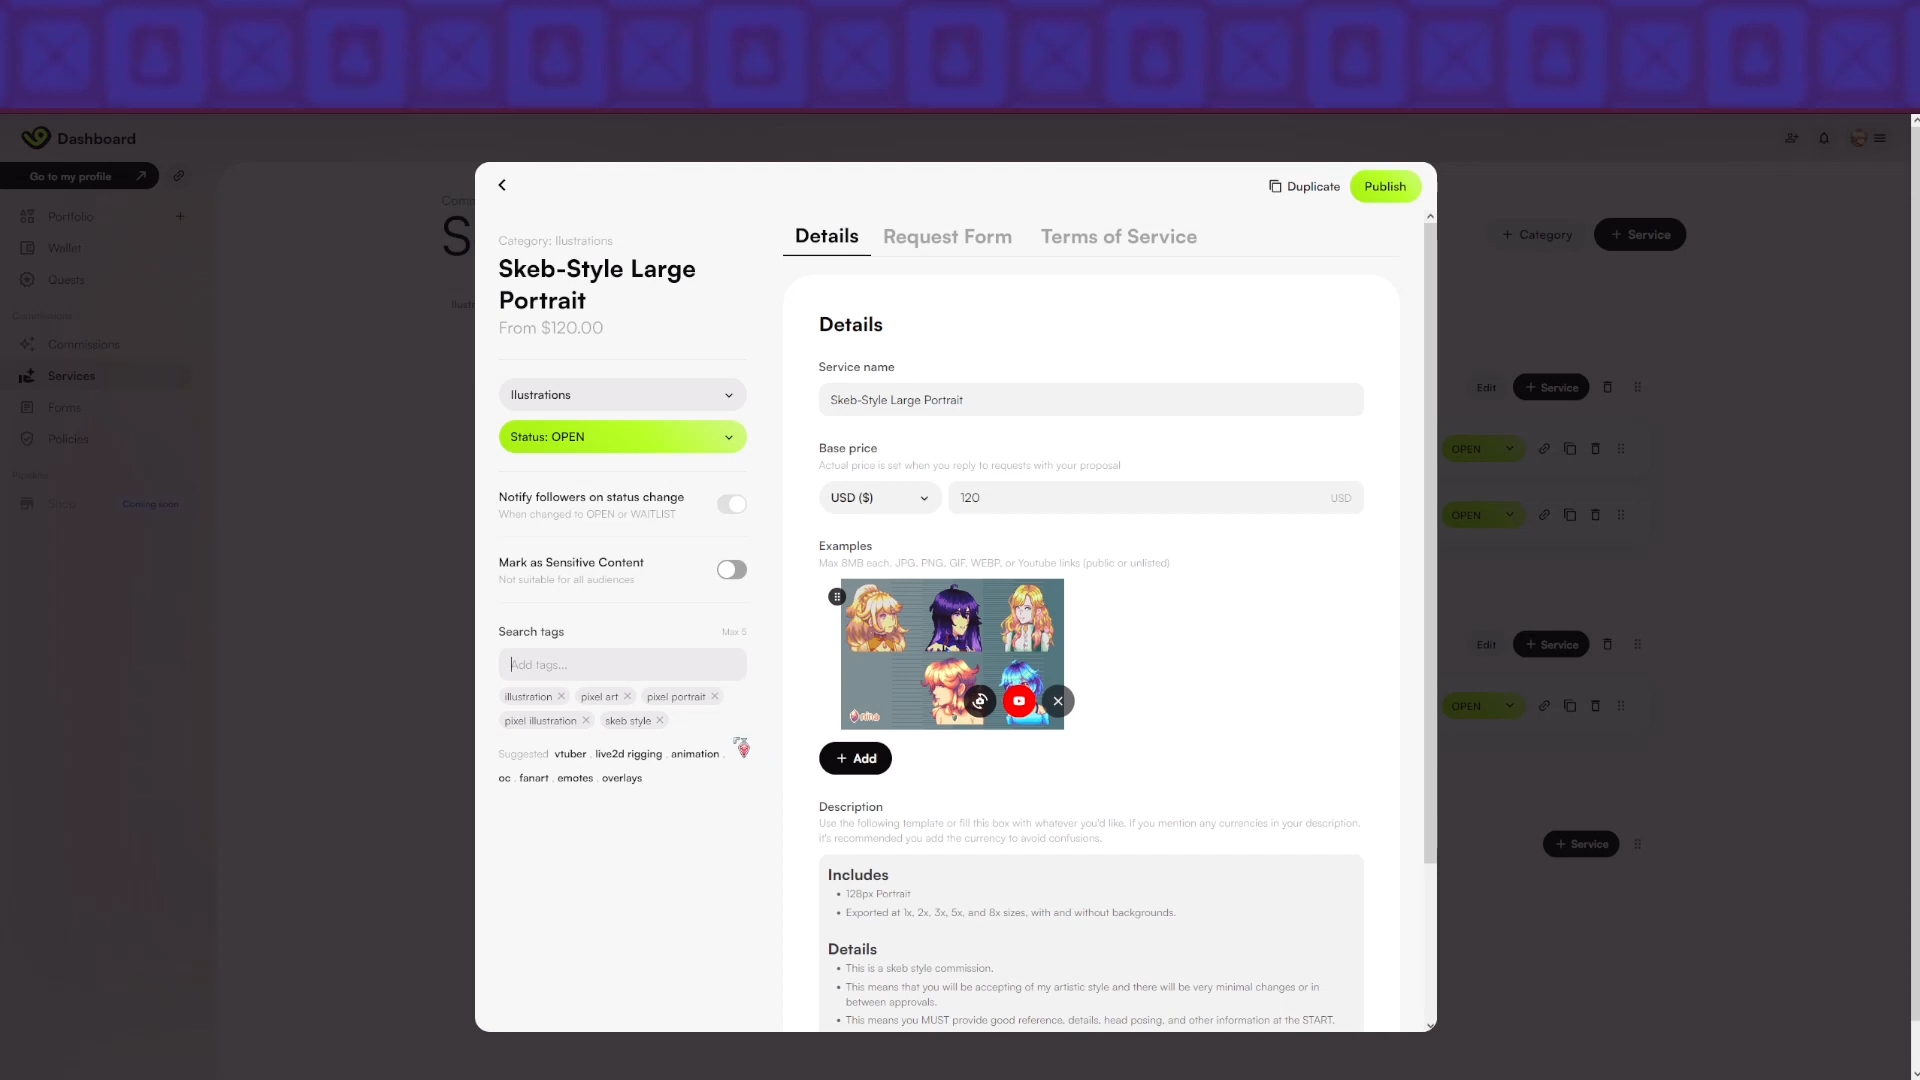 Dashboard
Go to my profile
Portfolio
Wallet
Quests
Commissions
Commissions
Services
Forms
Policies
Shop
Coming soon
Comm
S
Illustr
+ Category
+ Service
Edit
+ Service
OPEN
OPEN
Edit
+ Service
OPEN
+ Service
Duplicate
Publish
Category: Ilustrations
Skeb-Style Large
Portrait
From $120.00
Ilustrations
Status: OPEN
Notify followers on status change
When changed to OPEN or WAITLIST
Mark as Sensitive Content
Not suitable for all audiences
Search tags
Max 5
Add tags...
illustration × pixel art × pixel portrait ×
pixel illustration × skeb style ×
Suggested vtuber , live2d rigging , animation ,
oc , fanart , emotes , overlays
Details
Request Form
Terms of Service
Details
Service name
Skeb-Style Large Portrait
Base price
Actual price is set when you reply to requests with your proposal
USD ($)
120
USD
Examples
Max 8MB each. JPG, PNG, GIF, WEBP, or Youtube links (public or unlisted)
nina
+ Add
Description
Use the following template or fill this box with whatever you'd like. If you mention any currencies in your description,
it's recommended you add the currency to avoid confusions.
Includes
• 128px Portrait
• Exported at 1x, 2x, 3x, 5x, and 8x sizes, with and without backgrounds.
Details
• This is a skeb style commission.
• This means that you will be accepting of my artistic style and there will be very minimal changes or in
between approvals.
• This means you MUST provide good reference, details, head posing, and other information at the START.